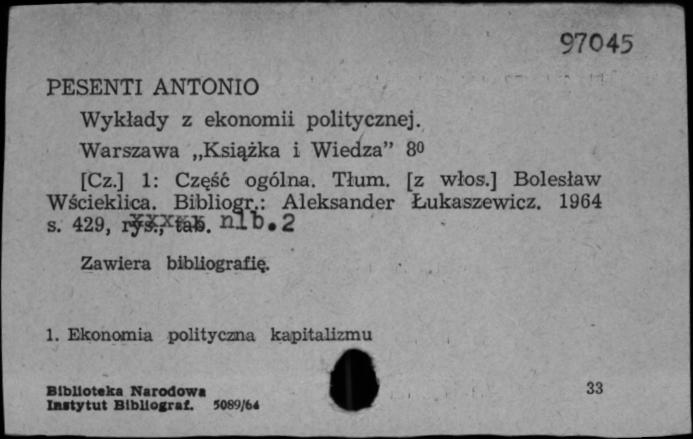 97045
PESENTI ANTONIO
Wykłady z ekonomii politycznej.
Warszawa „Książka i Wiedza” 8⁰
[Cz.] 1: Część ogólna. Tłum. [z włos.] Bolesław
Wścieklica. Bibliogr.: Aleksander Łukaszewicz. 1964
s. 429, rys., tab. nlb.2
Zawiera bibliografię.
1. Ekonomia polityczna kapitalizmu
Biblioteka Narodowa 33
Instytut Bibliograf. 5089/64